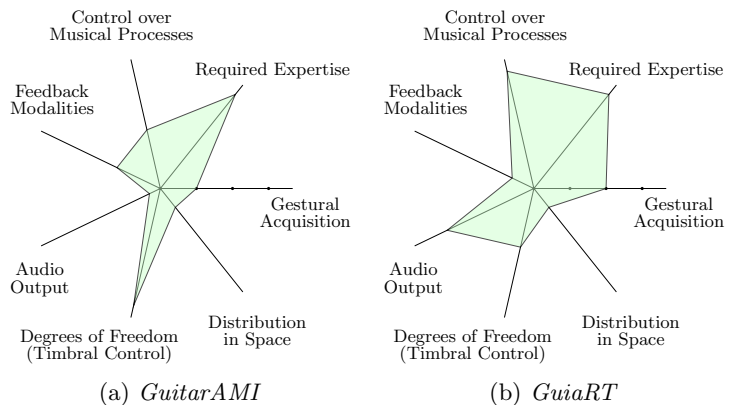 Control over
Musical Processes
Required Expertise
Feedback
Modalities
Gestural
Acquisition
Audio
Output
Distribution
in Space
Degrees of Freedom
(Timbral Control)
(a) GuitarAMI
Control over
Musical Processes
Required Expertise
Feedback
Modalities
Gestural
Acquisition
Audio
Output
Distribution
in Space
Degrees of Freedom
(Timbral Control)
(b) GuiaRT